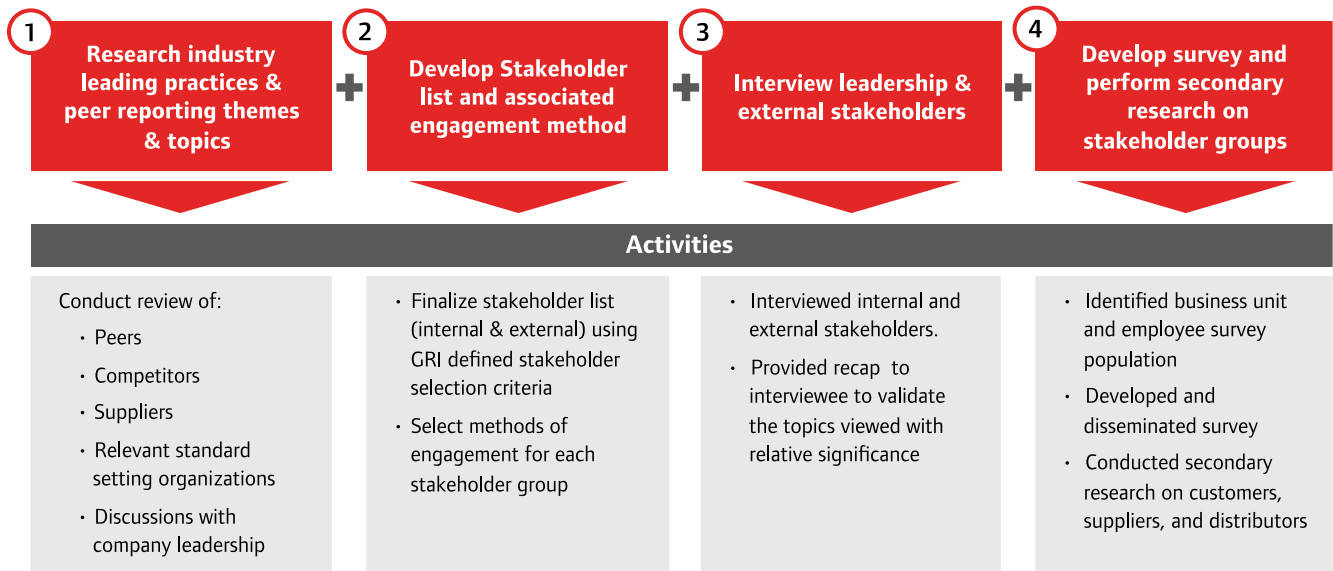 1
Research industry
leading practices &
peer reporting themes
& topics
+
2
Develop Stakeholder
list and associated
engagement method
+
3
Interview leadership &
external stakeholders
+
4
Develop survey and
perform secondary
research on
stakeholder groups
Activities
Conduct review of:
• Peers
• Competitors
• Suppliers
• Relevant standard
setting organizations
• Discussions with
company leadership
• Finalize stakeholder list
(internal & external) using
GRI defined stakeholder
selection criteria
• Select methods of
engagement for each
stakeholder group
• Interviewed internal and
external stakeholders.
• Provided recap to
interviewee to validate
the topics viewed with
relative significance
• Identified business unit
and employee survey
population
• Developed and
disseminated survey
• Conducted secondary
research on customers,
suppliers, and distributors